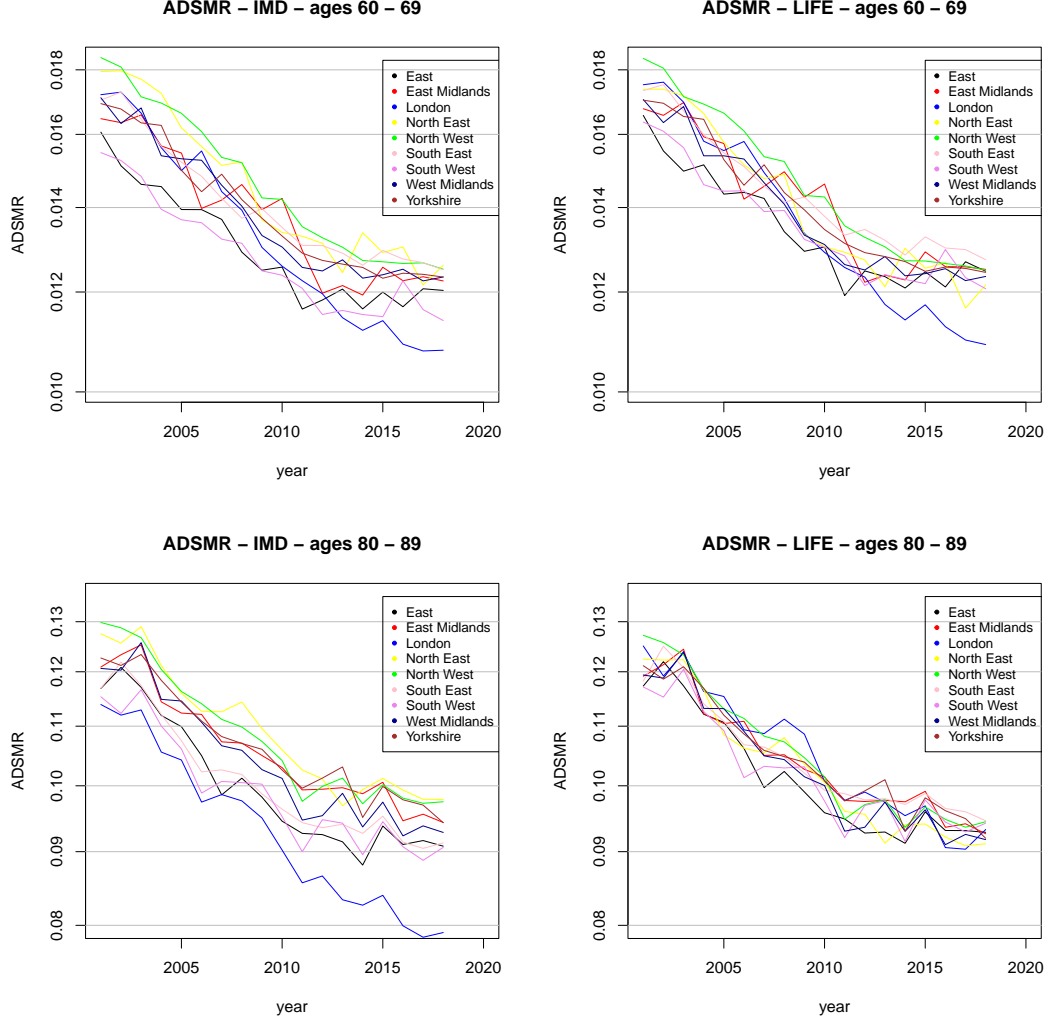 ADSMR – IMD – ages 60 – 69
ADSMR
0.018
0.016
0.014
0.012
0.010
2005 2010 2015 2020
year
East
East Midlands
London
North East
North West
South East
South West
West Midlands
Yorkshire
ADSMR – LIFE – ages 60 – 69
ADSMR
0.018
0.016
0.014
0.012
0.010
2005 2010 2015 2020
year
East
East Midlands
London
North East
North West
South East
South West
West Midlands
Yorkshire
ADSMR – IMD – ages 80 – 89
ADSMR
0.13
0.12
0.11
0.10
0.09
0.08
2005 2010 2015 2020
year
East
East Midlands
London
North East
North West
South East
South West
West Midlands
Yorkshire
ADSMR – LIFE – ages 80 – 89
ADSMR
0.13
0.12
0.11
0.10
0.09
0.08
2005 2010 2015 2020
year
East
East Midlands
London
North East
North West
South East
South West
West Midlands
Yorkshire